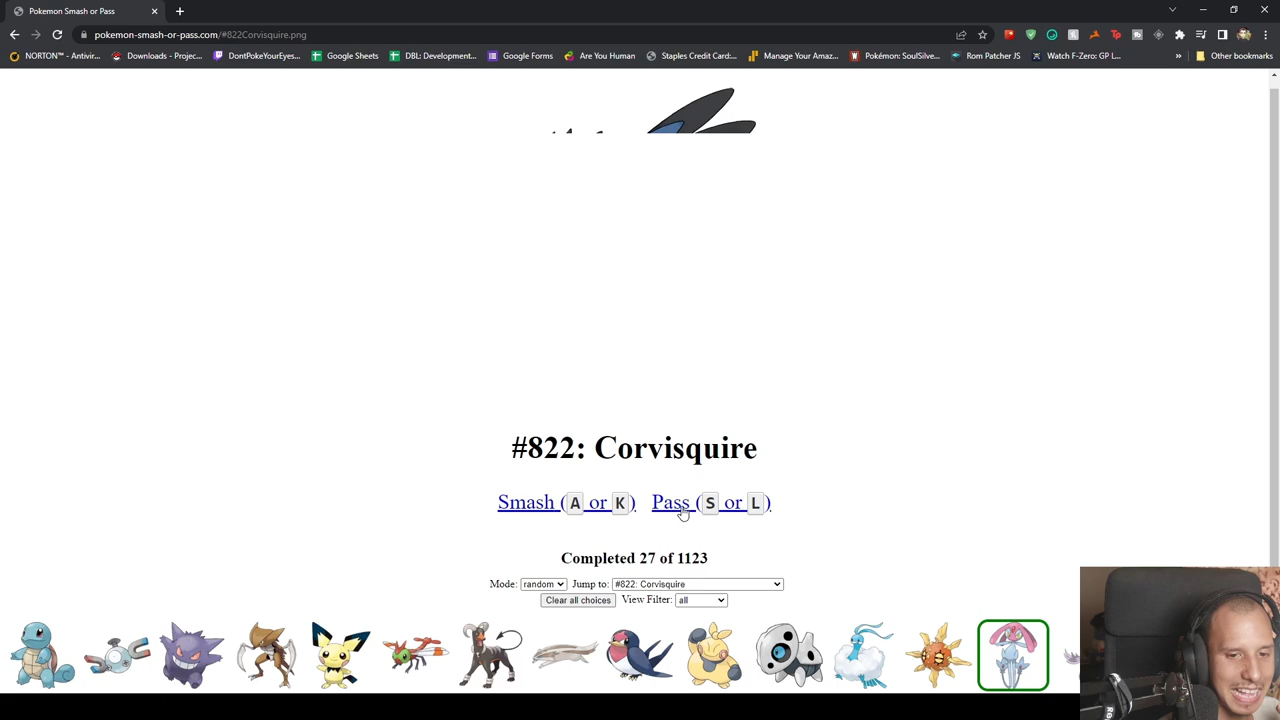 Pokemon Smash or Pass
pokemon-smash-or-pass.com/#822Corvisquire.png
NORTON™ - Antivir...
Downloads - Projec...
DontPokeYourEyes...
Google Sheets
DBL: Development...
Google Forms
Are You Human
Staples Credit Card:...
Manage Your Amaz...
Pokémon: SoulSilve...
Rom Patcher JS
Watch F-Zero: GP L...
»
Other bookmarks
#822: Corvisquire
Smash (A or K) Pass (S or L)
Completed 27 of 1123
Mode: random Jump to: #822: Corvisquire
Clear all choices View Filter: all